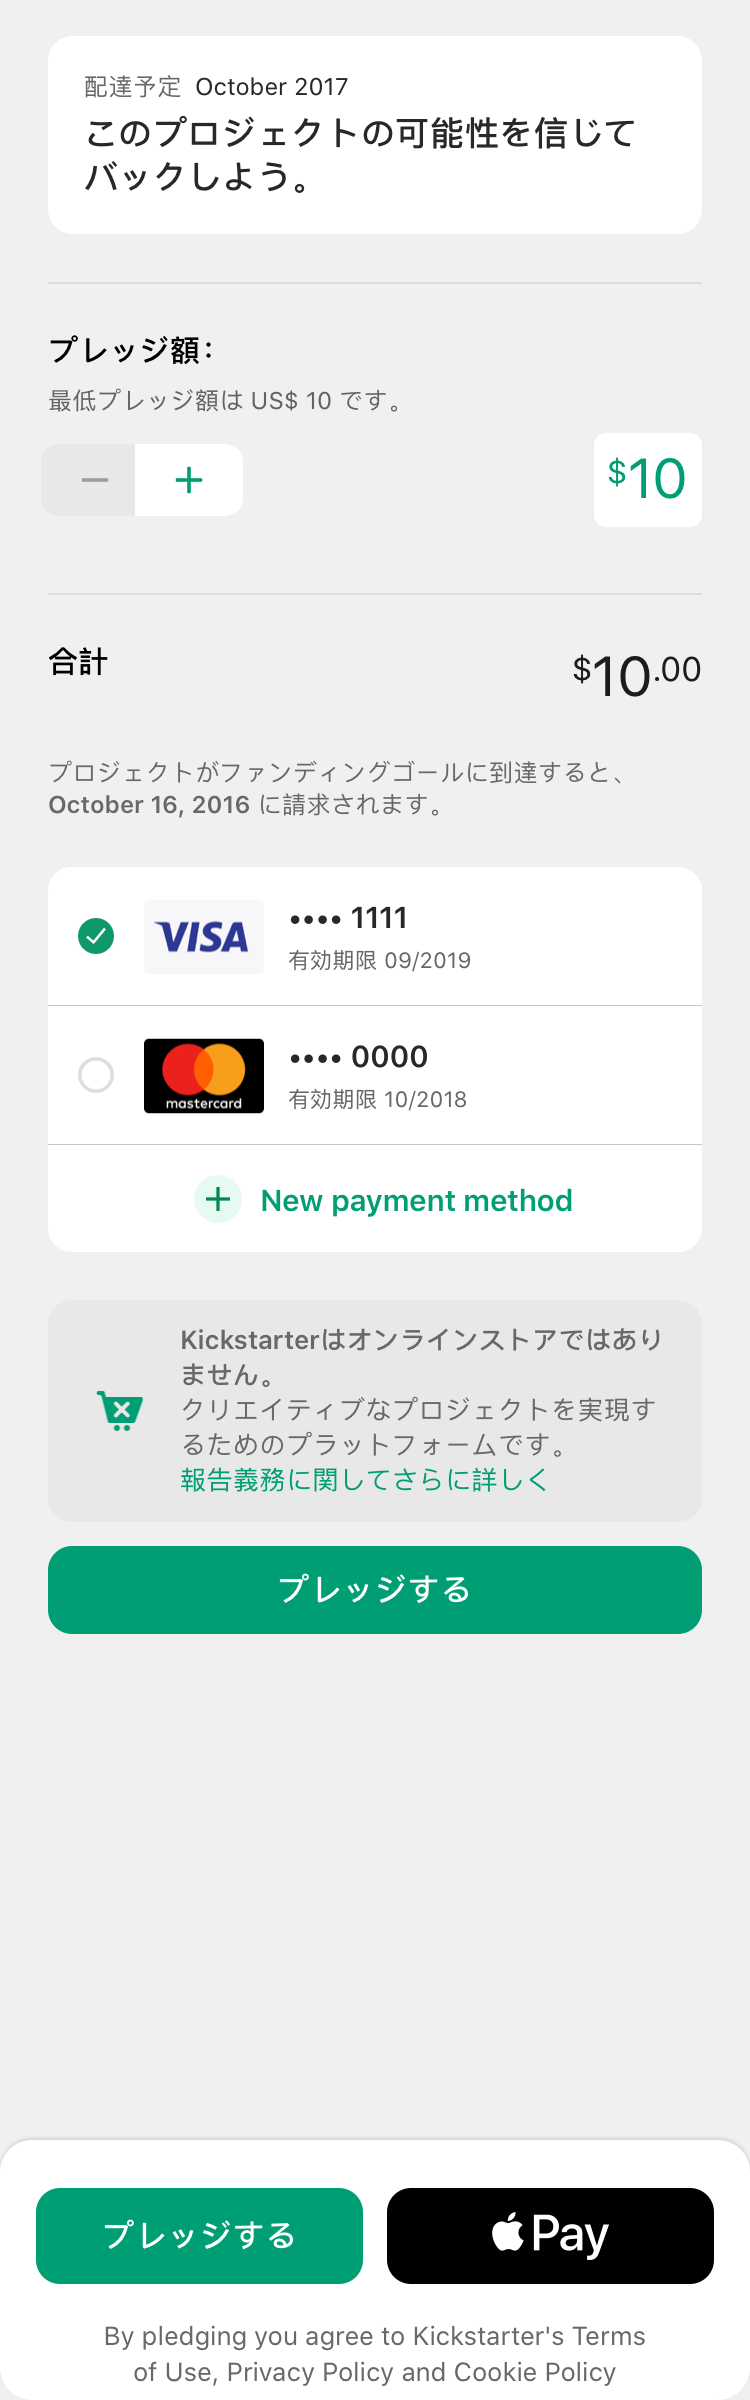 配達予定 October 2017
このプロジェクトの可能性を信じて
バックしよう。
プレッジ額：
最低プレッジ額は US$ 10 です。
− +
$10
合計
$10.00
プロジェクトがファンディングゴールに到達すると、
October 16, 2016 に請求されます。
VISA
•••• 1111
有効期限 09/2019
mastercard
•••• 0000
有効期限 10/2018
+ New payment method
Kickstarterはオンラインストアではあり
ません。
クリエイティブなプロジェクトを実現す
るためのプラットフォームです。
報告義務に関してさらに詳しく
プレッジする
プレッジする
Pay
By pledging you agree to Kickstarter's Terms
of Use, Privacy Policy and Cookie Policy